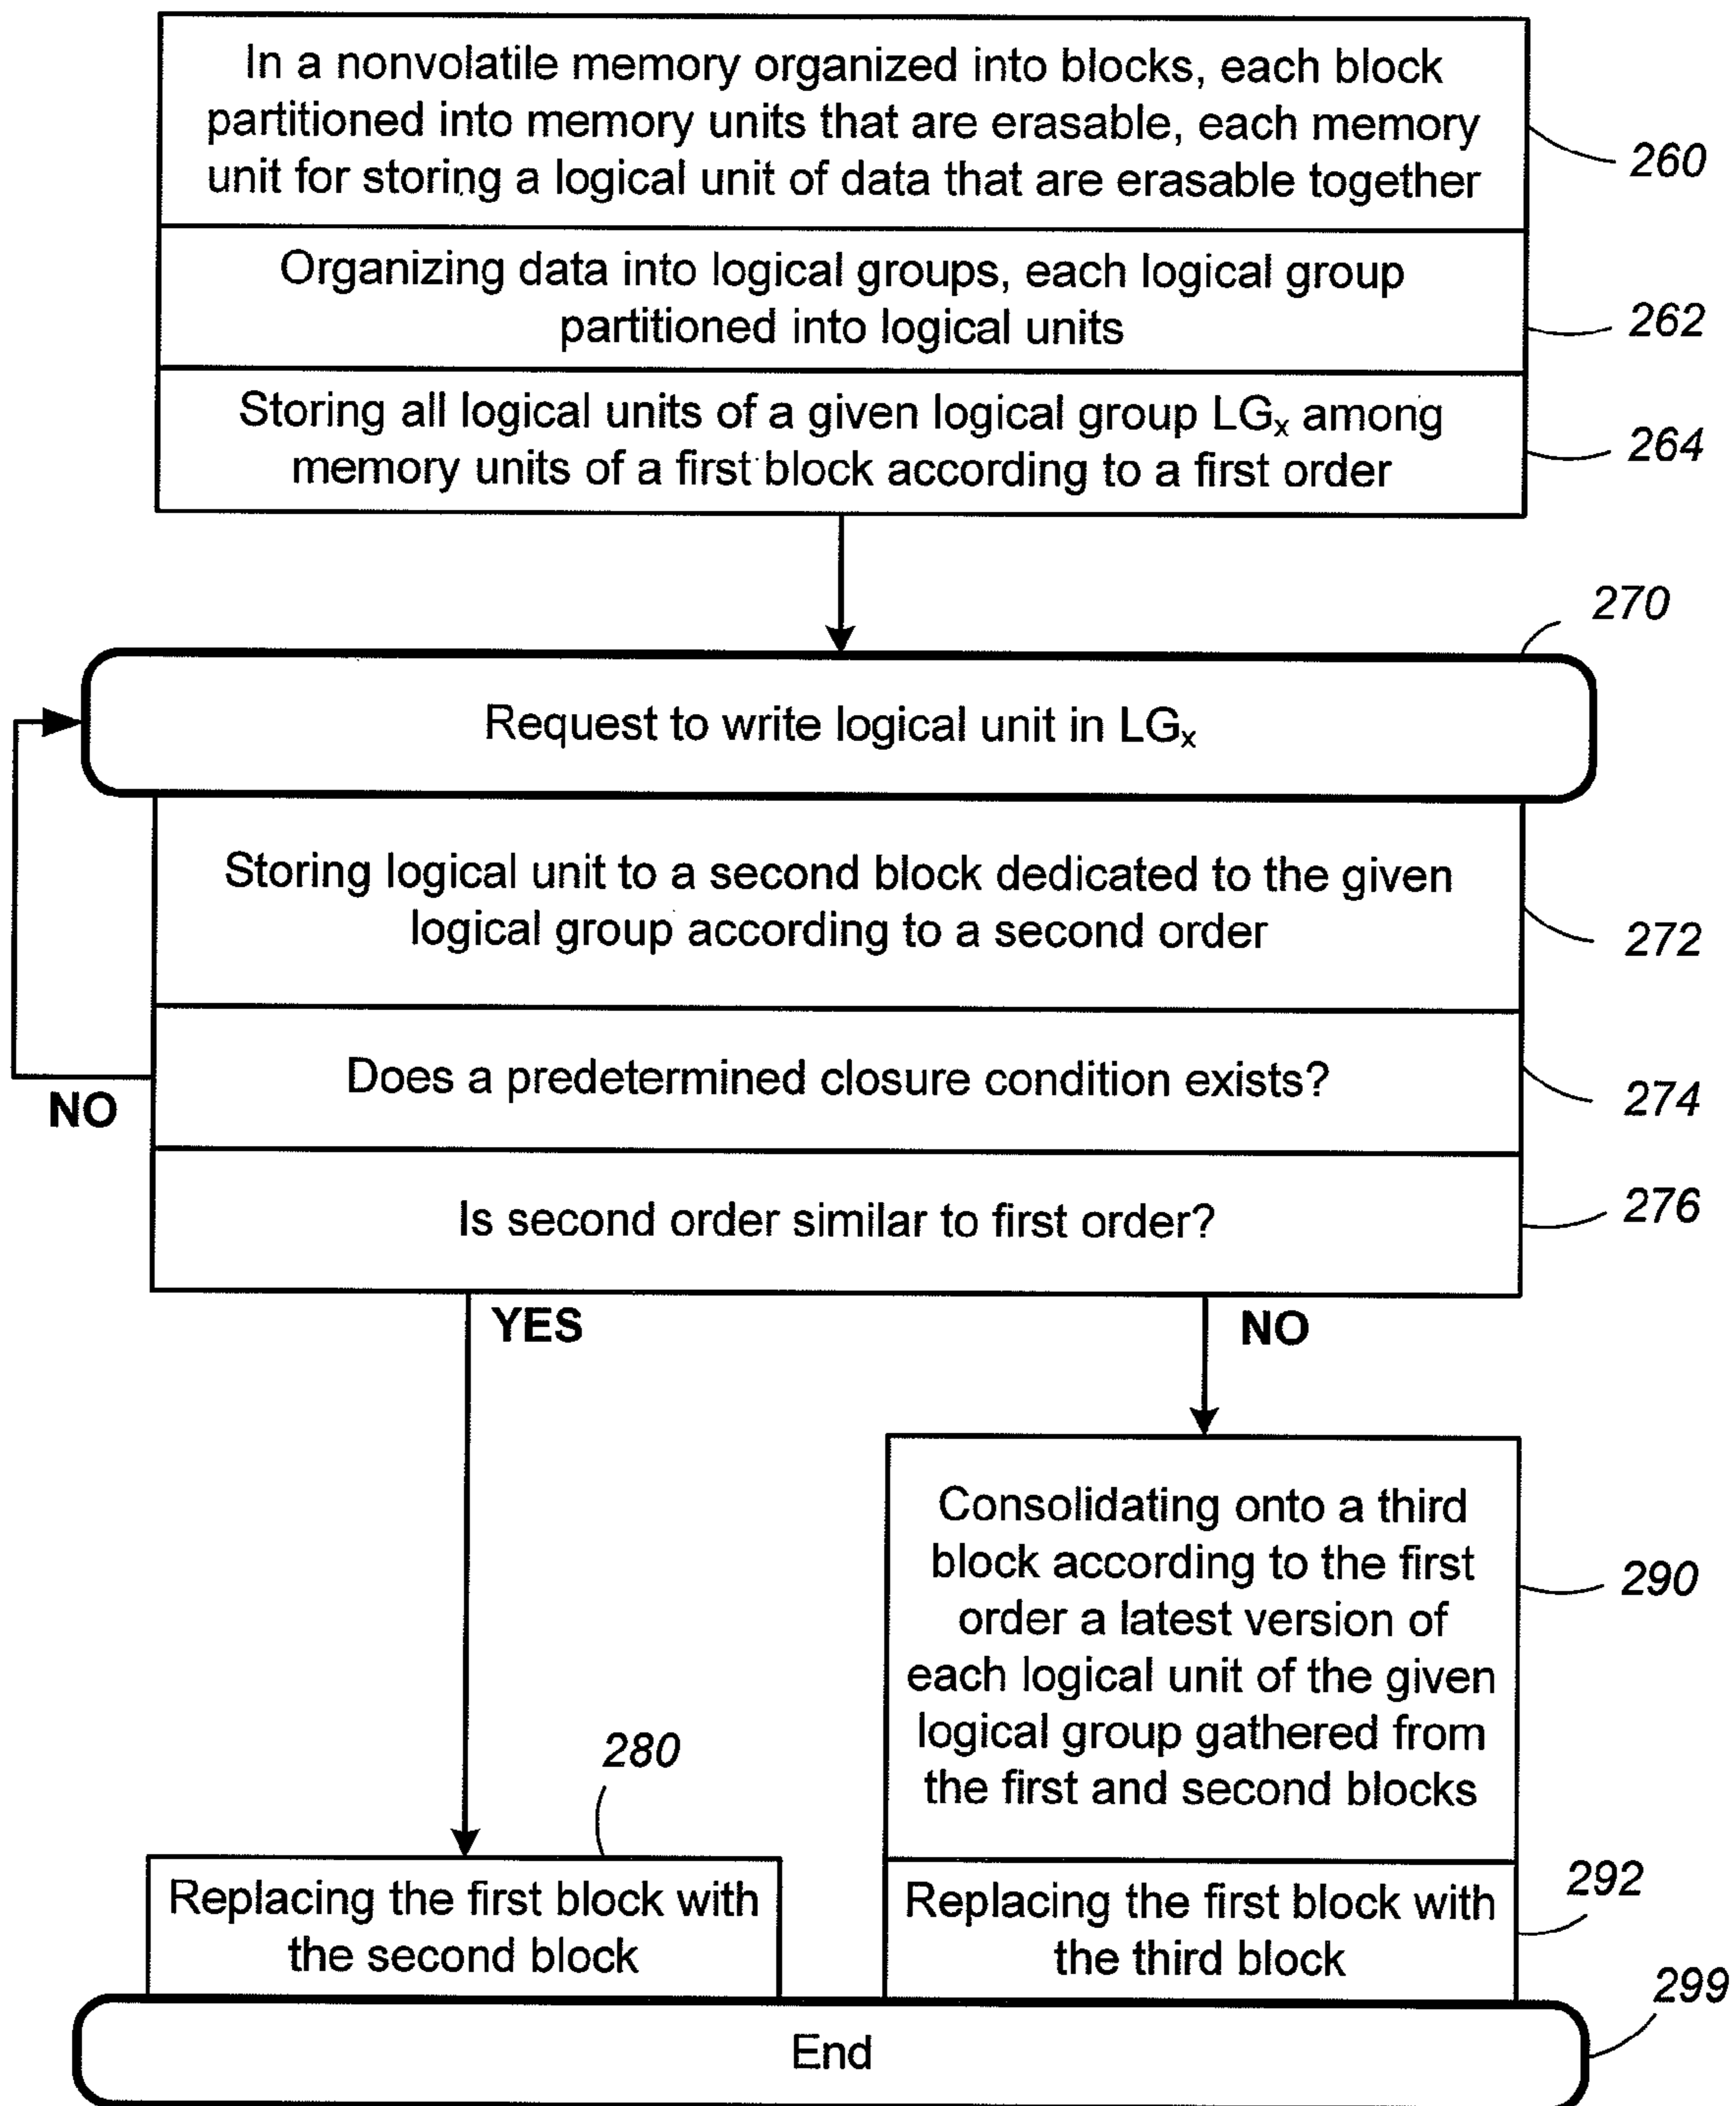 In a nonvolatile memory organized into blocks, each block
partitioned into memory units that are erasable, each memory
unit for storing a logical unit of data that are erasable together
260
Organizing data into logical groups, each logical group
partitioned into logical units
262
Storing all logical units of a given logical group LGx among
memory units of a first block according to a first order
264
270
Request to write logical unit in LGx
Storing logical unit to a second block dedicated to the given
logical group according to a second order
272
Does a predetermined closure condition exists?
274
NO
Is second order similar to first order?
276
YES
NO
Consolidating onto a third
block according to the first
order a latest version of
each logical unit of the given
logical group gathered from
the first and second blocks
290
280
Replacing the first block with
the second block
Replacing the first block with
the third block
292
299
End